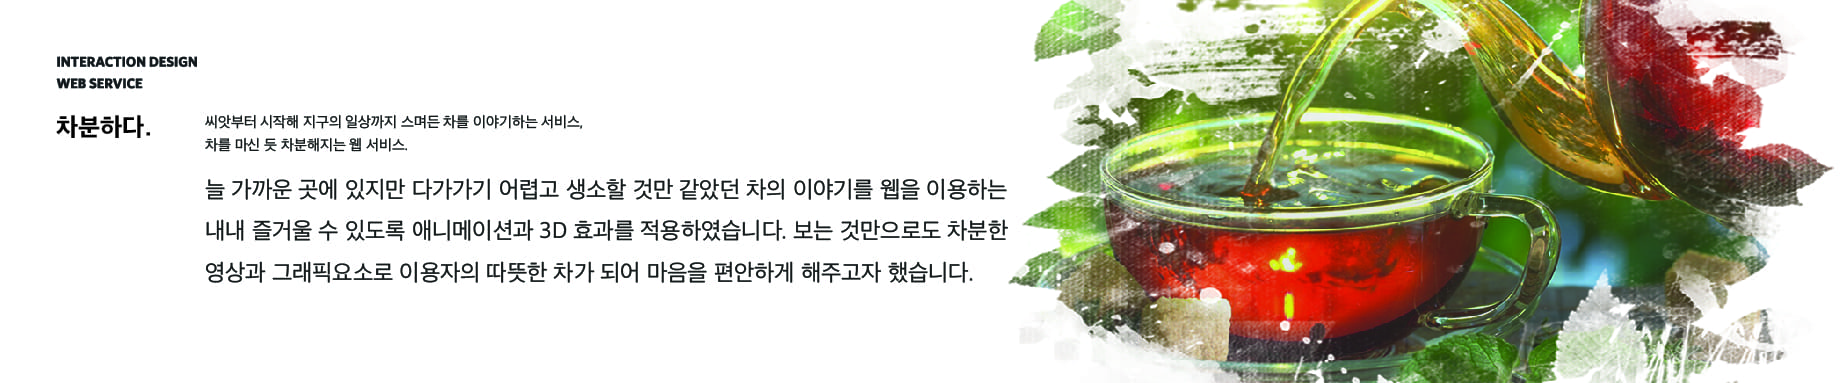 INTERACTION DESIGN
WEB SERVICE
차분하다.
씨앗부터 시작해 지구의 일상까지 스며든 차를 이야기하는 서비스,
차를 마신 듯 차분해지는 웹 서비스.
늘 가까운 곳에 있지만 다가가기 어렵고 생소할 것만 같았던 차의 이야기를 웹을 이용하는
내내 즐거울 수 있도록 애니메이션과 3D 효과를 적용하였습니다. 보는 것만으로도 차분한
영상과 그래픽요소로 이용자의 따뜻한 차가 되어 마음을 편안하게 해주고자 했습니다.